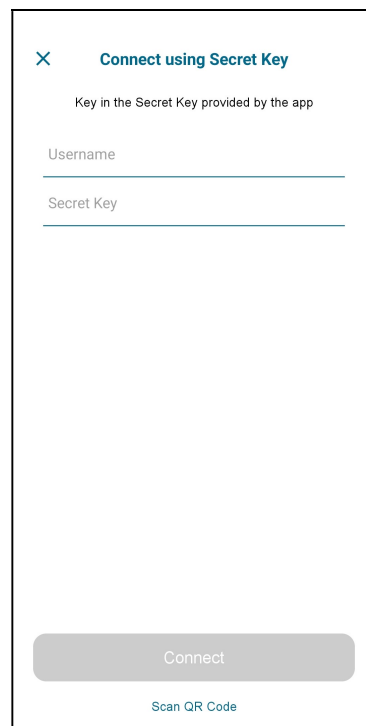 Connect using Secret Key
Key in the Secret Key provided by the app
Username
Secret Key
Connect
Scan QR Code